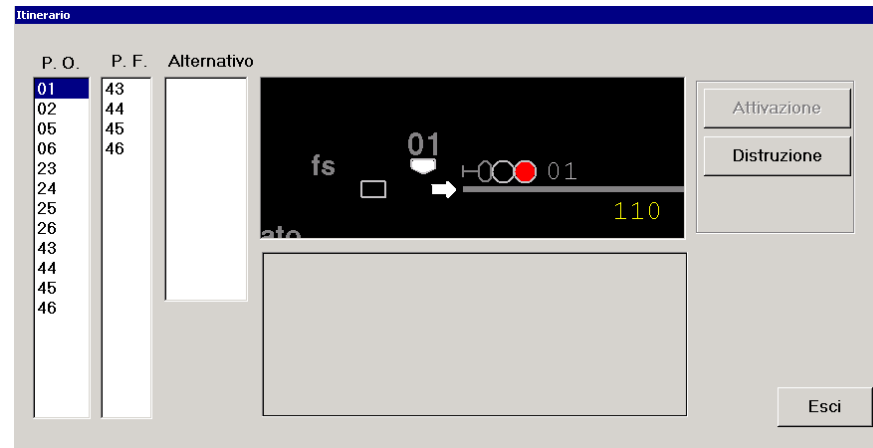 Itinerario
P. O.
P. F.
Alternativo
01
02
05
06
23
24
25
26
43
44
45
46
43
44
45
46
01
fs
01
110
ato
Attivazione
Distruzione
Esci